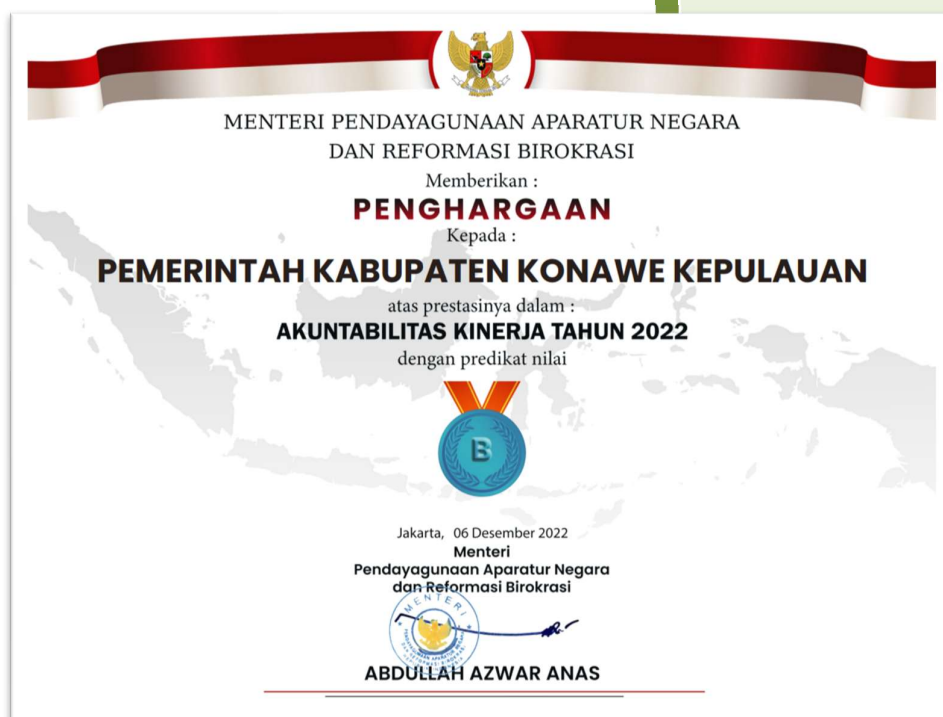 MENTERI PENDAYAGUNAAN APARATUR NEGARA
DAN REFORMASI BIROKRASI
Memberikan :
PENGHARGAAN
Kepada :
PEMERINTAH KABUPATEN KONAWE KEPULAUAN
atas prestasinya dalam :
AKUNTABILITAS KINERJA TAHUN 2022
dengan predikat nilai
B
Jakarta, 06 Desember 2022
Menteri
Pendayagunaan Aparatur Negara
dan Reformasi Birokrasi
MENTERI
ABDULLAH AZWAR ANAS